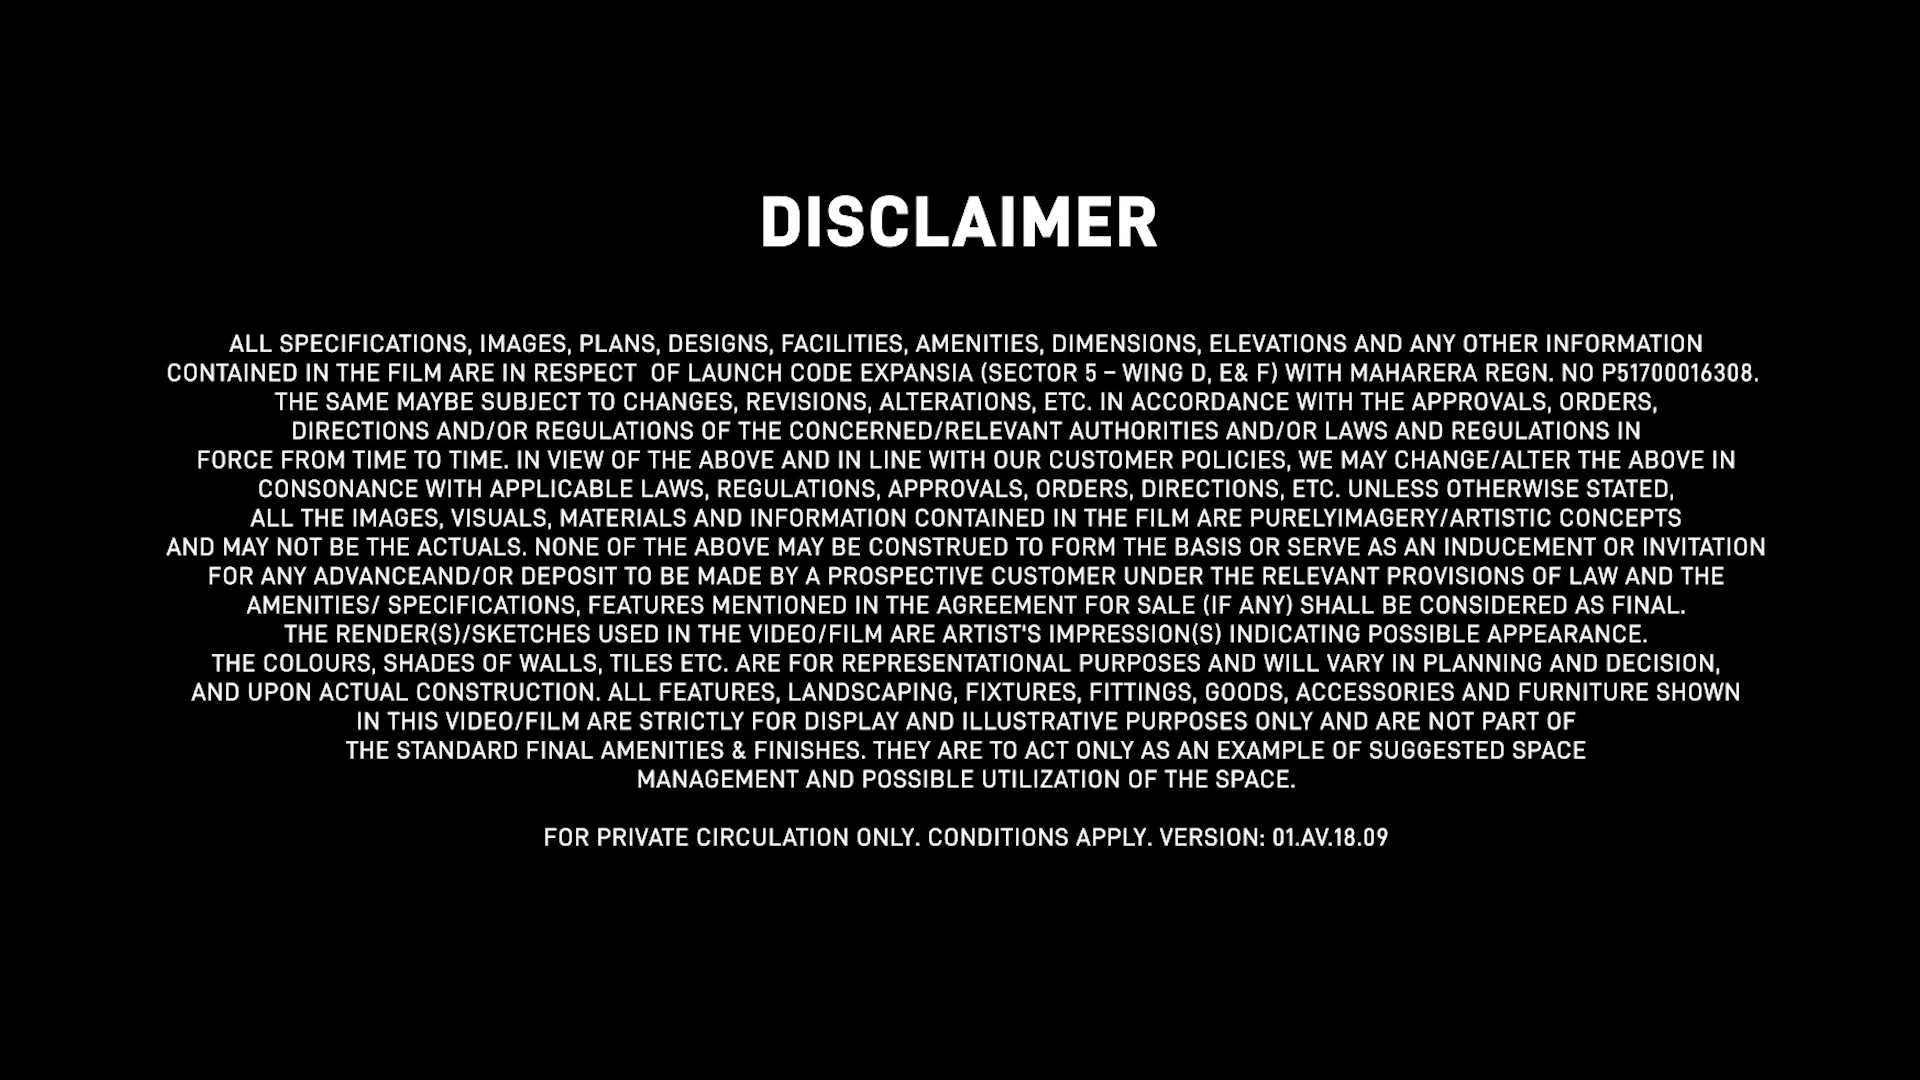 DISCLAIMER
ALL SPECIFICATIONS, IMAGES, PLANS, DESIGNS, FACILITIES, AMENITIES, DIMENSIONS, ELEVATIONS AND ANY OTHER INFORMATION
CONTAINED IN THE FILM ARE IN RESPECT  OF LAUNCH CODE EXPANSIA (SECTOR 5 – WING D, E& F) WITH MAHARERA REGN. NO P51700016308.
THE SAME MAYBE SUBJECT TO CHANGES, REVISIONS, ALTERATIONS, ETC. IN ACCORDANCE WITH THE APPROVALS, ORDERS,
DIRECTIONS AND/OR REGULATIONS OF THE CONCERNED/RELEVANT AUTHORITIES AND/OR LAWS AND REGULATIONS IN
FORCE FROM TIME TO TIME. IN VIEW OF THE ABOVE AND IN LINE WITH OUR CUSTOMER POLICIES, WE MAY CHANGE/ALTER THE ABOVE IN
CONSONANCE WITH APPLICABLE LAWS, REGULATIONS, APPROVALS, ORDERS, DIRECTIONS, ETC. UNLESS OTHERWISE STATED,
ALL THE IMAGES, VISUALS, MATERIALS AND INFORMATION CONTAINED IN THE FILM ARE PURELYIMAGERY/ARTISTIC CONCEPTS
AND MAY NOT BE THE ACTUALS. NONE OF THE ABOVE MAY BE CONSTRUED TO FORM THE BASIS OR SERVE AS AN INDUCEMENT OR INVITATION
FOR ANY ADVANCEAND/OR DEPOSIT TO BE MADE BY A PROSPECTIVE CUSTOMER UNDER THE RELEVANT PROVISIONS OF LAW AND THE
AMENITIES/ SPECIFICATIONS, FEATURES MENTIONED IN THE AGREEMENT FOR SALE (IF ANY) SHALL BE CONSIDERED AS FINAL.
THE RENDER(S)/SKETCHES USED IN THE VIDEO/FILM ARE ARTIST'S IMPRESSION(S) INDICATING POSSIBLE APPEARANCE.
THE COLOURS, SHADES OF WALLS, TILES ETC. ARE FOR REPRESENTATIONAL PURPOSES AND WILL VARY IN PLANNING AND DECISION,
AND UPON ACTUAL CONSTRUCTION. ALL FEATURES, LANDSCAPING, FIXTURES, FITTINGS, GOODS, ACCESSORIES AND FURNITURE SHOWN
IN THIS VIDEO/FILM ARE STRICTLY FOR DISPLAY AND ILLUSTRATIVE PURPOSES ONLY AND ARE NOT PART OF
THE STANDARD FINAL AMENITIES & FINISHES. THEY ARE TO ACT ONLY AS AN EXAMPLE OF SUGGESTED SPACE
MANAGEMENT AND POSSIBLE UTILIZATION OF THE SPACE.
FOR PRIVATE CIRCULATION ONLY. CONDITIONS APPLY. VERSION: 01.AV.18.09